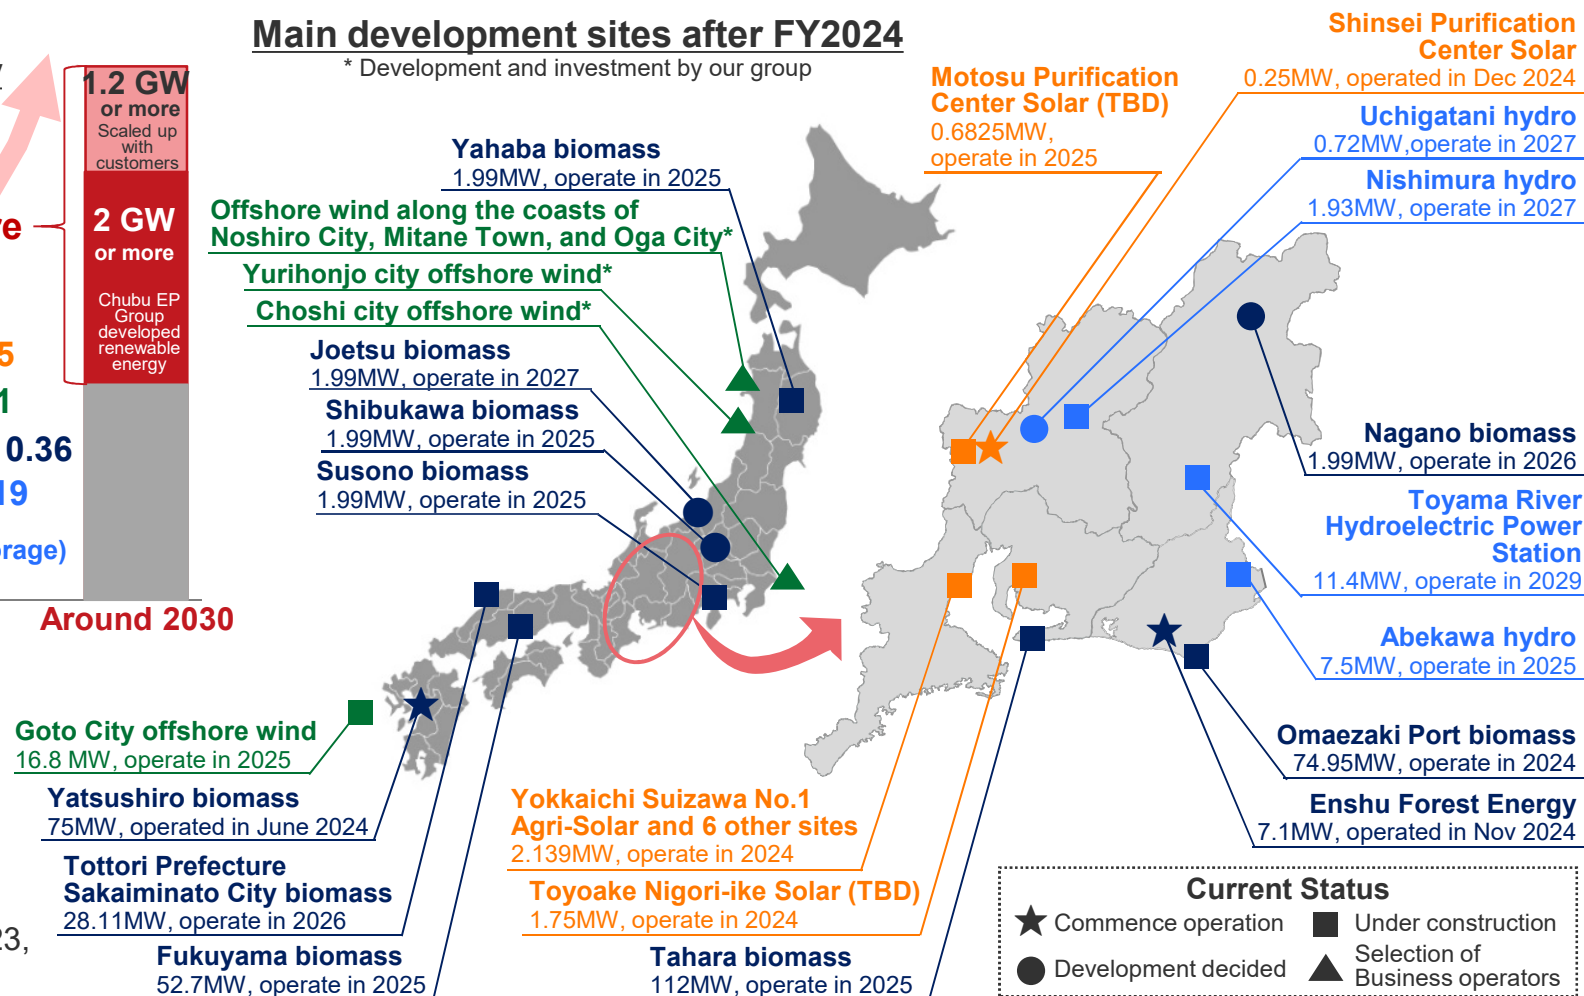 Main development sites after FY2024
* Development and investment by our group
1.2 GW
or more
Scaled up
with
customers
2 GW
or more
Chubu EP
Group
developed
renewable
energy
5
1
0.36
19
orage)
Around 2030
23,
Yahaba biomass
1.99MW, operate in 2025
Offshore wind along the coasts of
Noshiro City, Mitane Town, and Oga City*
Yurihonjo city offshore wind*
Choshi city offshore wind*
Joetsu biomass
1.99MW, operate in 2027
Shibukawa biomass
1.99MW, operate in 2025
Susono biomass
1.99MW, operate in 2025
Goto City offshore wind
16.8 MW, operate in 2025
Yatsushiro biomass
75MW, operated in June 2024
Tottori Prefecture
Sakaiminato City biomass
28.11MW, operate in 2026
Fukuyama biomass
52.7MW, operate in 2025
Motosu Purification
Center Solar (TBD)
0.6825MW,
operate in 2025
Shinsei Purification
Center Solar
0.25MW, operated in Dec 2024
Uchigatani hydro
0.72MW,operate in 2027
Nishimura hydro
1.93MW, operate in 2027
Nagano biomass
1.99MW, operate in 2026
Toyama River
Hydroelectric Power
Station
11.4MW, operate in 2029
Abekawa hydro
7.5MW, operate in 2025
Omaezaki Port biomass
74.95MW, operate in 2024
Enshu Forest Energy
7.1MW, operated in Nov 2024
Yokkaichi Suizawa No.1
Agri-Solar and 6 other sites
2.139MW, operate in 2024
Toyoake Nigori-ike Solar (TBD)
1.75MW, operate in 2024
Tahara biomass
112MW, operate in 2025
Current Status
Commence operation
Under construction
Development decided
Selection of
Business operators